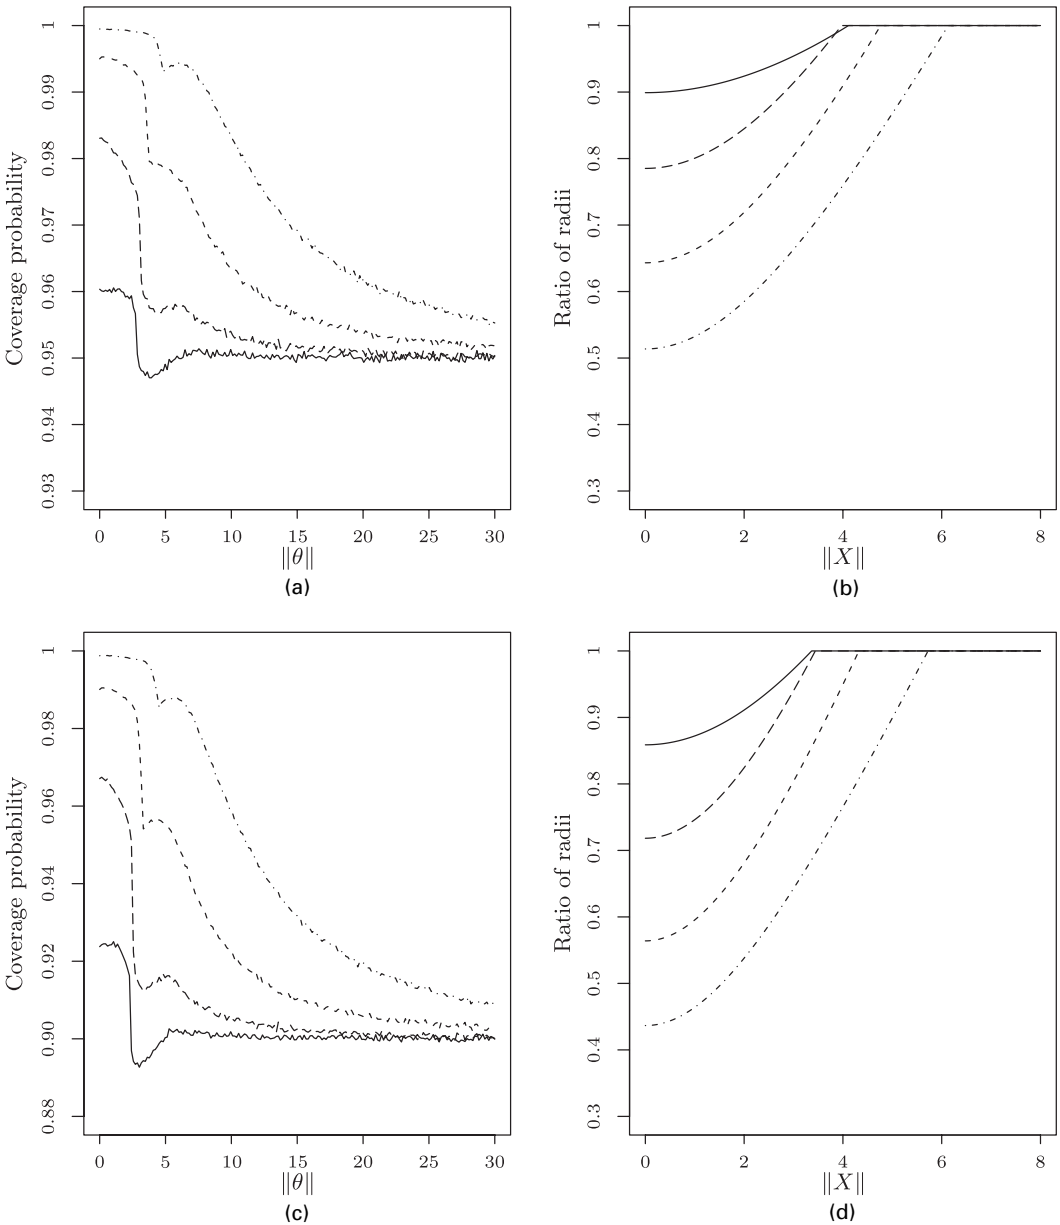 Coverage probability
0.93 0.94 0.95 0.96 0.97 0.98 0.99 1
0 5 10 15 20 25 30
‖θ‖
(a)
Ratio of radii
0.3 0.4 0.5 0.6 0.7 0.8 0.9 1
0 2 4 6 8
‖X‖
(b)
Coverage probability
0.88 0.90 0.92 0.94 0.96 0.98 1
0 5 10 15 20 25 30
‖θ‖
(c)
Ratio of radii
0.3 0.4 0.5 0.6 0.7 0.8 0.9 1
0 2 4 6 8
‖X‖
(d)